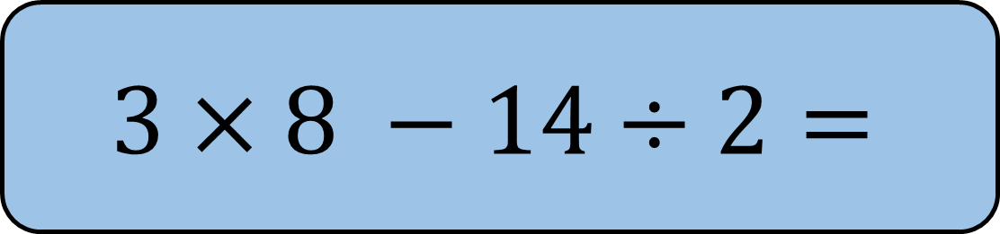 3 × 8 − 14 ÷ 2 =